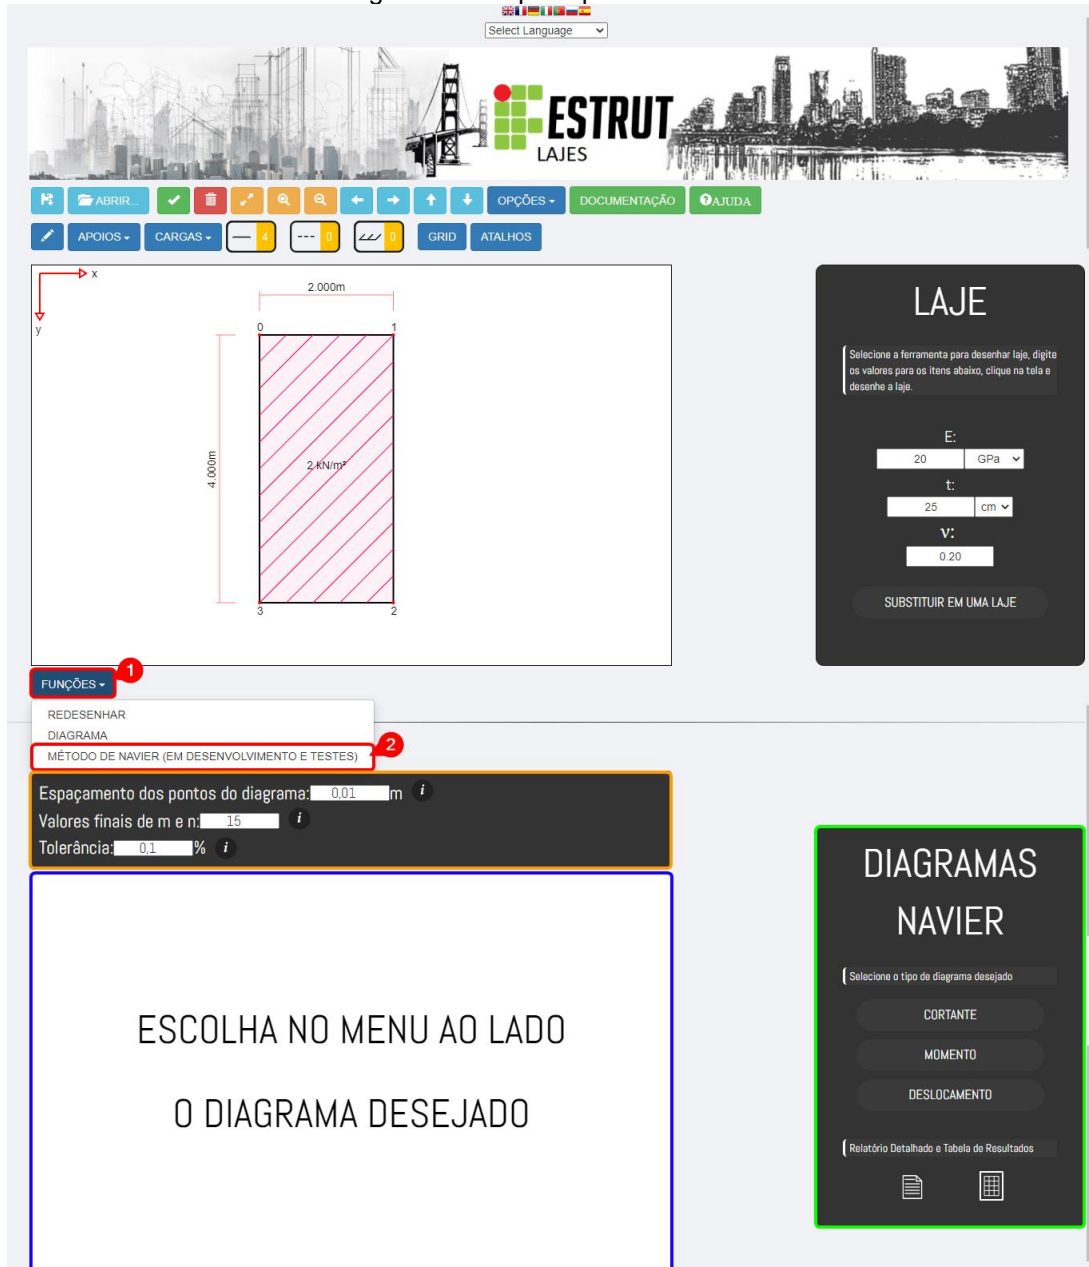 Select Language
ESTRUT
LAJES
ABRIR...
OPÇÕES
DOCUMENTAÇÃO
AJUDA
APOIOS
CARGAS
4
0
0
GRID
ATALHOS
x
y
2.000m
0
1
4.000m
2 kN/m²
3
2
LAJE
Selecione a ferramenta para desenhar laje, digite
os valores para os itens abaixo, clique na tela e
desenhe a laje.
E:
20 GPa
t:
25 cm
ν:
0.20
SUBSTITUIR EM UMA LAJE
FUNÇÕES
1
REDESENHAR
DIAGRAMA
MÉTODO DE NAVIER (EM DESENVOLVIMENTO E TESTES)
2
Espaçamento dos pontos do diagrama: 0,01 m i
Valores finais de m e n: 15 i
Tolerância: 0,1 % i
ESCOLHA NO MENU AO LADO
O DIAGRAMA DESEJADO
DIAGRAMAS
NAVIER
Selecione o tipo de diagrama desejado
CORTANTE
MOMENTO
DESLOCAMENTO
Relatório Detalhado e Tabela de Resultados